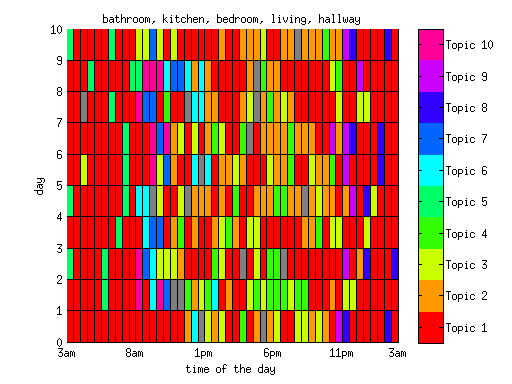 bathroom, kitchen, bedroom, living, hallway
10
9
8
7
6
5
4
3
2
1
0
day
3am 8am 1pm 6pm 11pm 3am
time of the day
Topic 10
Topic 9
Topic 8
Topic 7
Topic 6
Topic 5
Topic 4
Topic 3
Topic 2
Topic 1